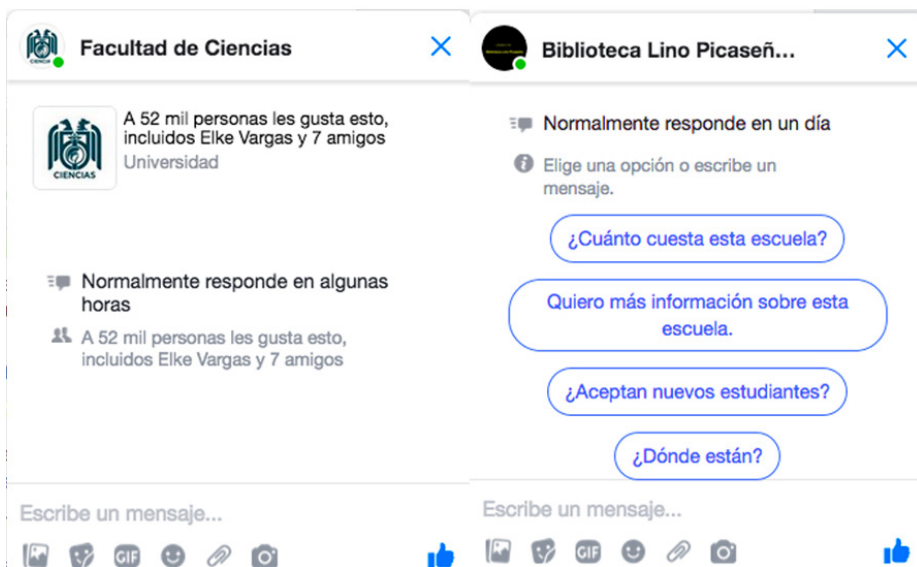 Facultad de Ciencias
CIENCIAS
A 52 mil personas les gusta esto,
incluidos Elke Vargas y 7 amigos
Universidad
Normalmente responde en algunas
horas
A 52 mil personas les gusta esto,
incluidos Elke Vargas y 7 amigos
Escribe un mensaje...
GIF
Biblioteca Lino Picaseñ...
Normalmente responde en un día
Elige una opción o escribe un
mensaje.
¿Cuánto cuesta esta escuela?
Quiero más información sobre esta
escuela.
¿Aceptan nuevos estudiantes?
¿Dónde están?
Escribe un mensaje...
GIF